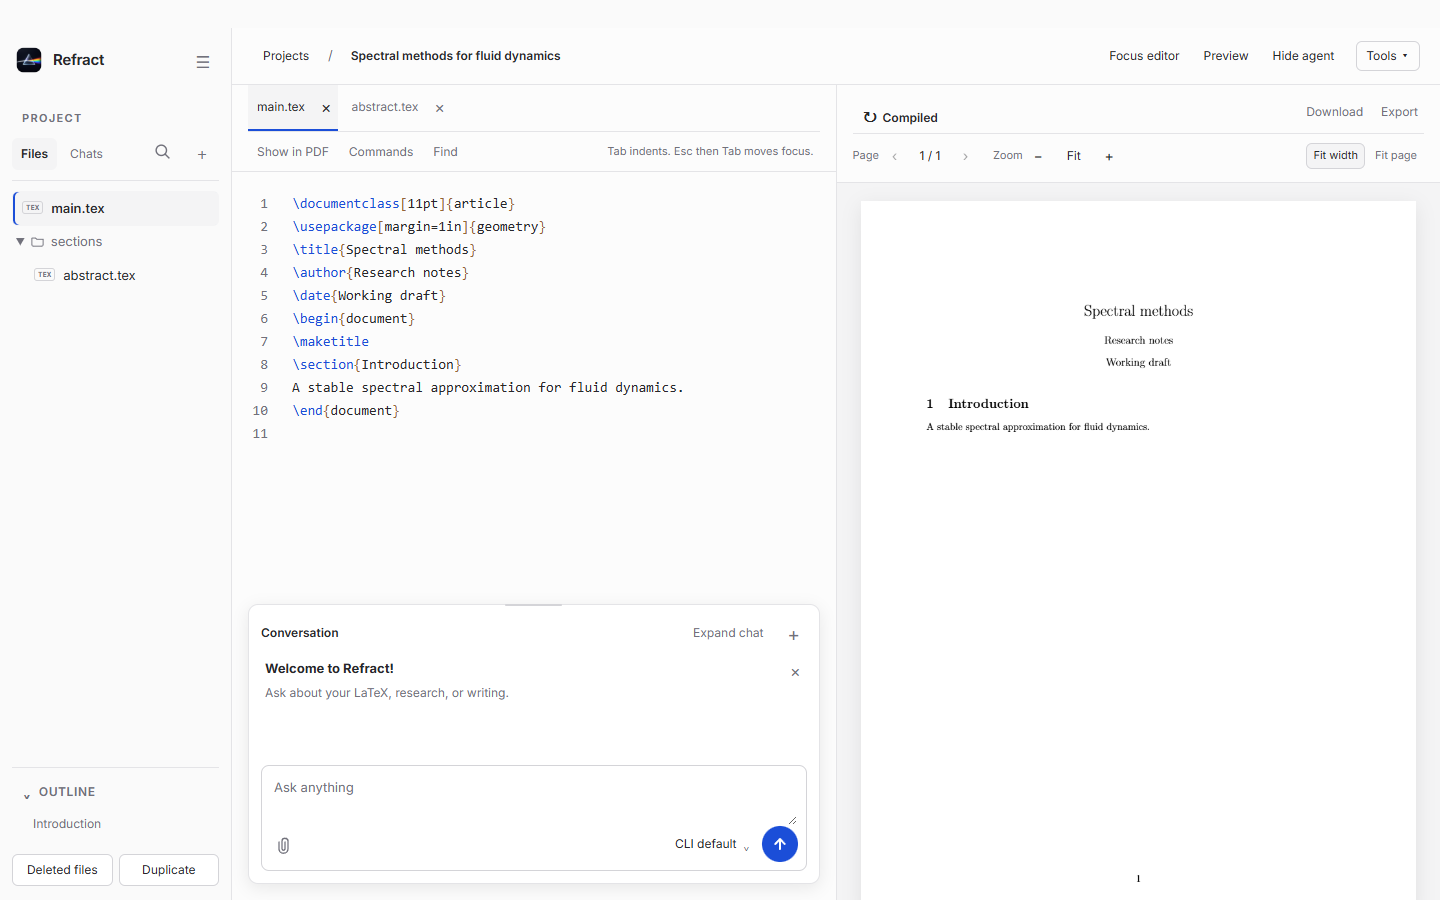 Refract
PROJECT
Files Chats +
TEX main.tex
sections
TEX abstract.tex
OUTLINE
Introduction
Deleted files Duplicate
Projects / Spectral methods for fluid dynamics
Focus editor Preview Hide agent Tools
main.tex × abstract.tex ×
Show in PDF Commands Find Tab indents. Esc then Tab moves focus.
1 \documentclass[11pt]{article}
2 \usepackage[margin=1in]{geometry}
3 \title{Spectral methods}
4 \author{Research notes}
5 \date{Working draft}
6 \begin{document}
7 \maketitle
8 \section{Introduction}
9 A stable spectral approximation for fluid dynamics.
10 \end{document}
11
Conversation Expand chat +
Welcome to Refract! ×
Ask about your LaTeX, research, or writing.
Ask anything
CLI default
Compiled Download Export
Page ‹ 1 / 1 › Zoom − Fit + Fit width Fit page
Spectral methods
Research notes
Working draft
1 Introduction
A stable spectral approximation for fluid dynamics.
1